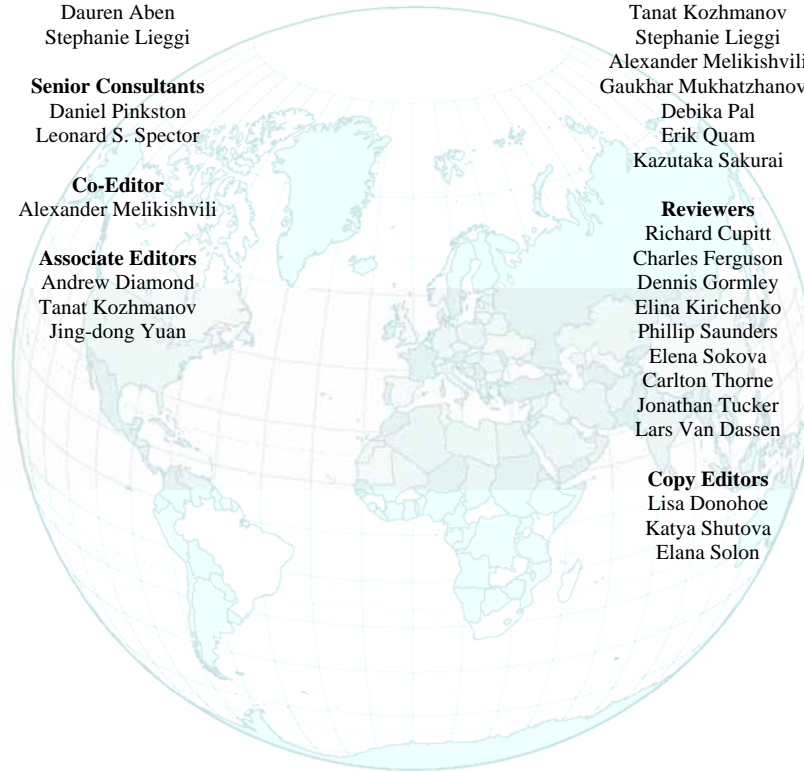 Dauren Aben
Stephanie Lieggi
Senior Consultants
Daniel Pinkston
Leonard S. Spector
Co-Editor
Alexander Melikishvili
Associate Editors
Andrew Diamond
Tanat Kozhmanov
Jing-dong Yuan
Tanat Kozhmanov
Stephanie Lieggi
Alexander Melikishvili
Gaukhar Mukhatzhanov
Debika Pal
Erik Quam
Kazutaka Sakurai
Reviewers
Richard Cupitt
Charles Ferguson
Dennis Gormley
Elina Kirichenko
Phillip Saunders
Elena Sokova
Carlton Thorne
Jonathan Tucker
Lars Van Dassen
Copy Editors
Lisa Donohoe
Katya Shutova
Elana Solon